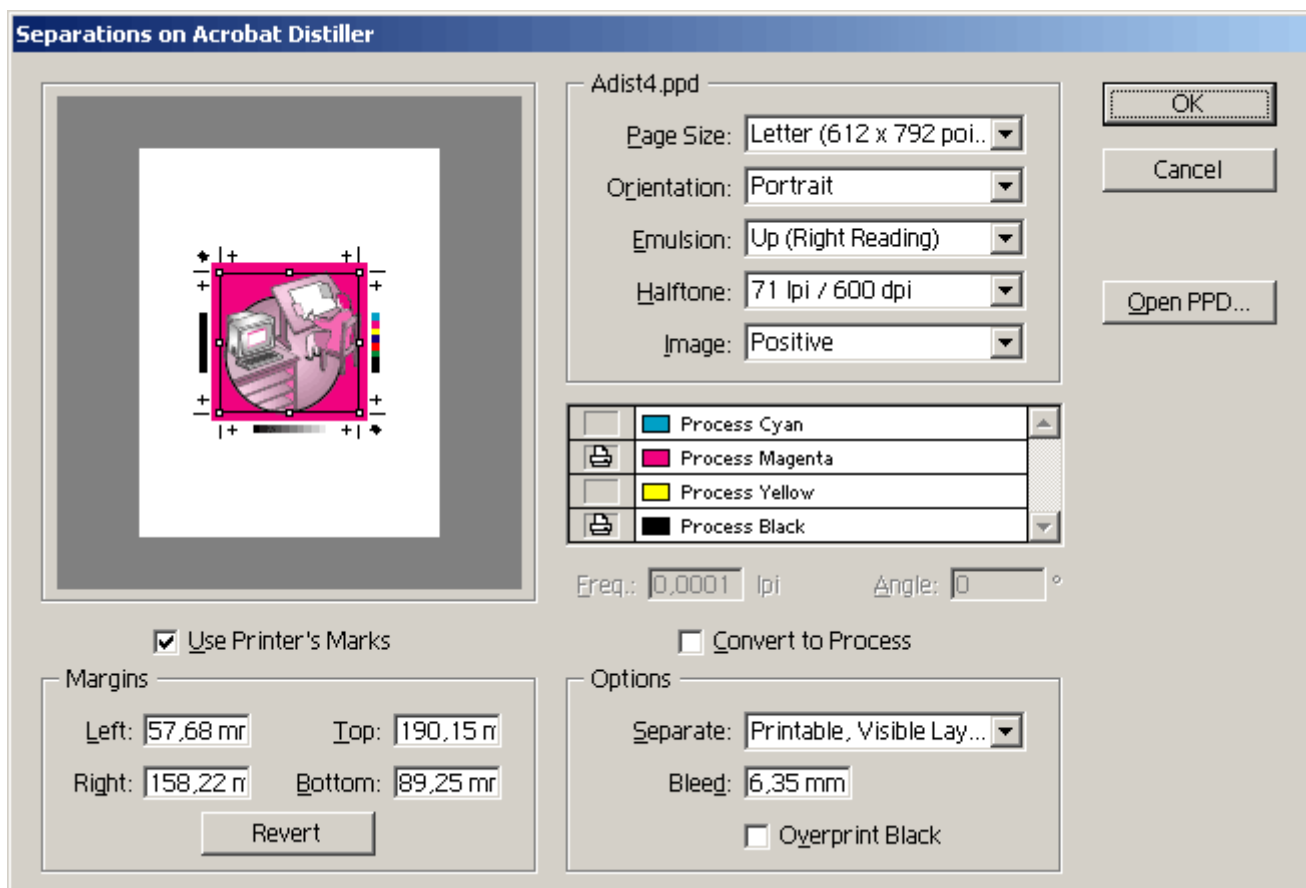 Separations on Acrobat Distiller
Adist4.ppd
Page Size: Letter (612 x 792 poi...
Orientation: Portrait
Emulsion: Up (Right Reading)
Halftone: 71 lpi / 600 dpi
Image: Positive
OK
Cancel
Open PPD...
Process Cyan
Process Magenta
Process Yellow
Process Black
Freq.: 0,0001 lpi Angle: 0 °
Use Printer's Marks
Convert to Process
Margins
Left: 57,68 mr Top: 190,15 n
Right: 158,22 n Bottom: 89,25 mr
Revert
Options
Separate: Printable, Visible Lay...
Bleed: 6,35 mm
Overprint Black